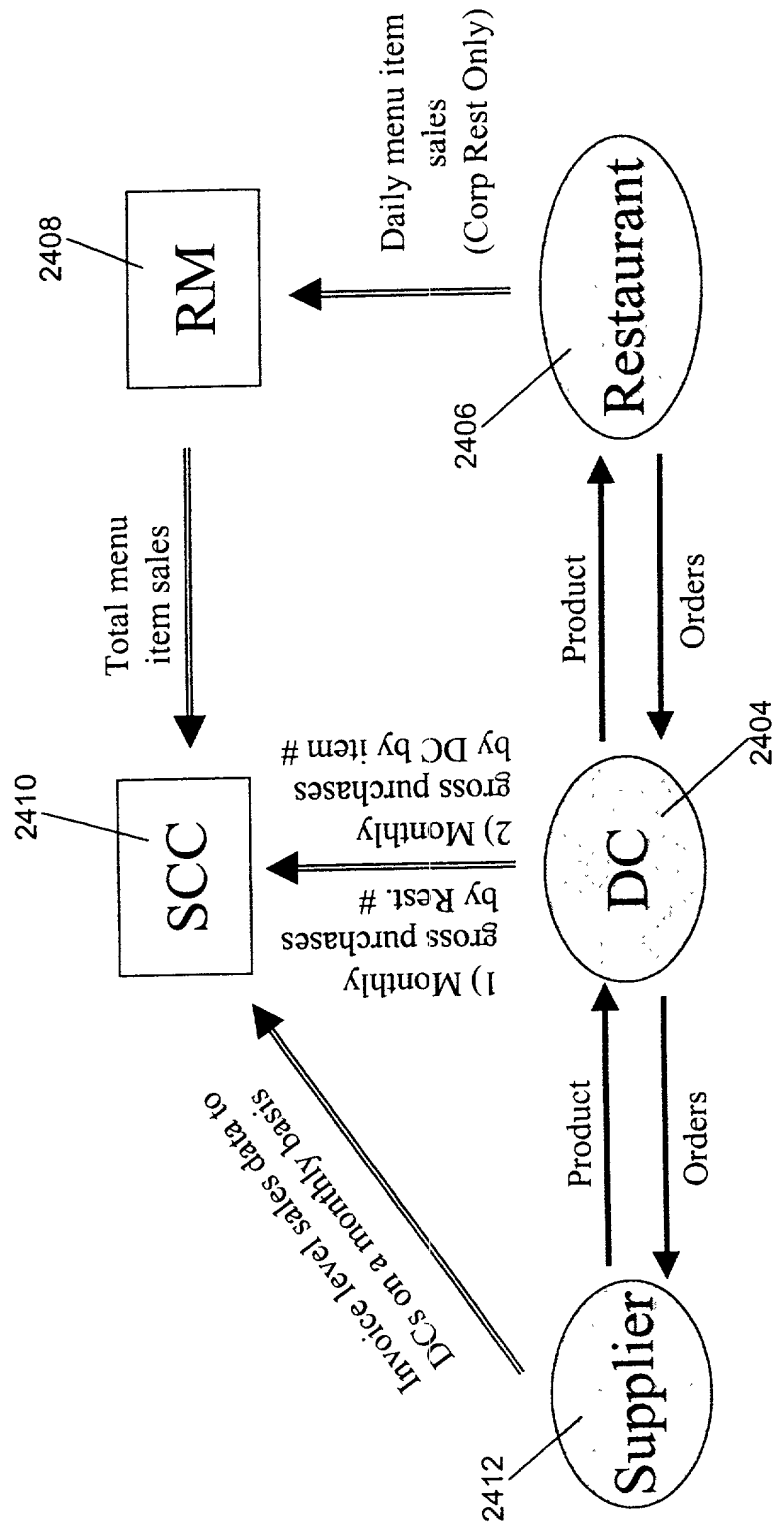 2410
SCC
Total menu
item sales
2408
RM
Invoice level sales data to
DCs on a monthly basis
1) Monthly
gross purchases
by Rest. #
2) Monthly
gross purchases
by DC by item #
Daily menu item
sales
(Corp Rest Only)
2412
Supplier
Product
Orders
DC
2404
Product
Orders
2406
Restaurant